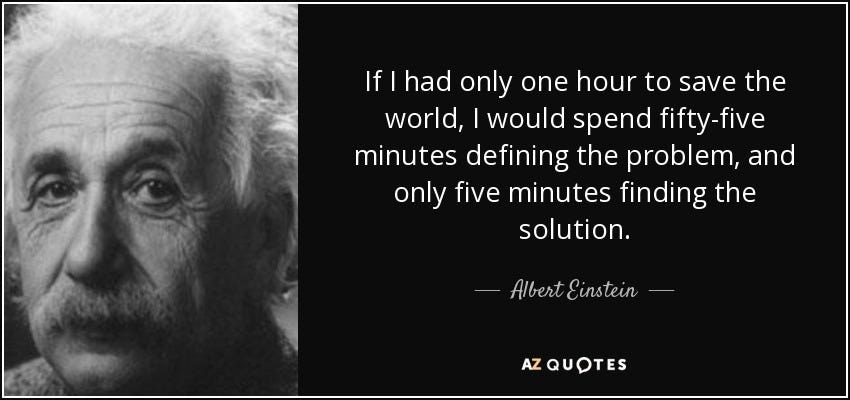 If I had only one hour to save the
world, I would spend fifty-five
minutes defining the problem, and
only five minutes finding the
solution.
Albert Einstein
AZ QUOTES